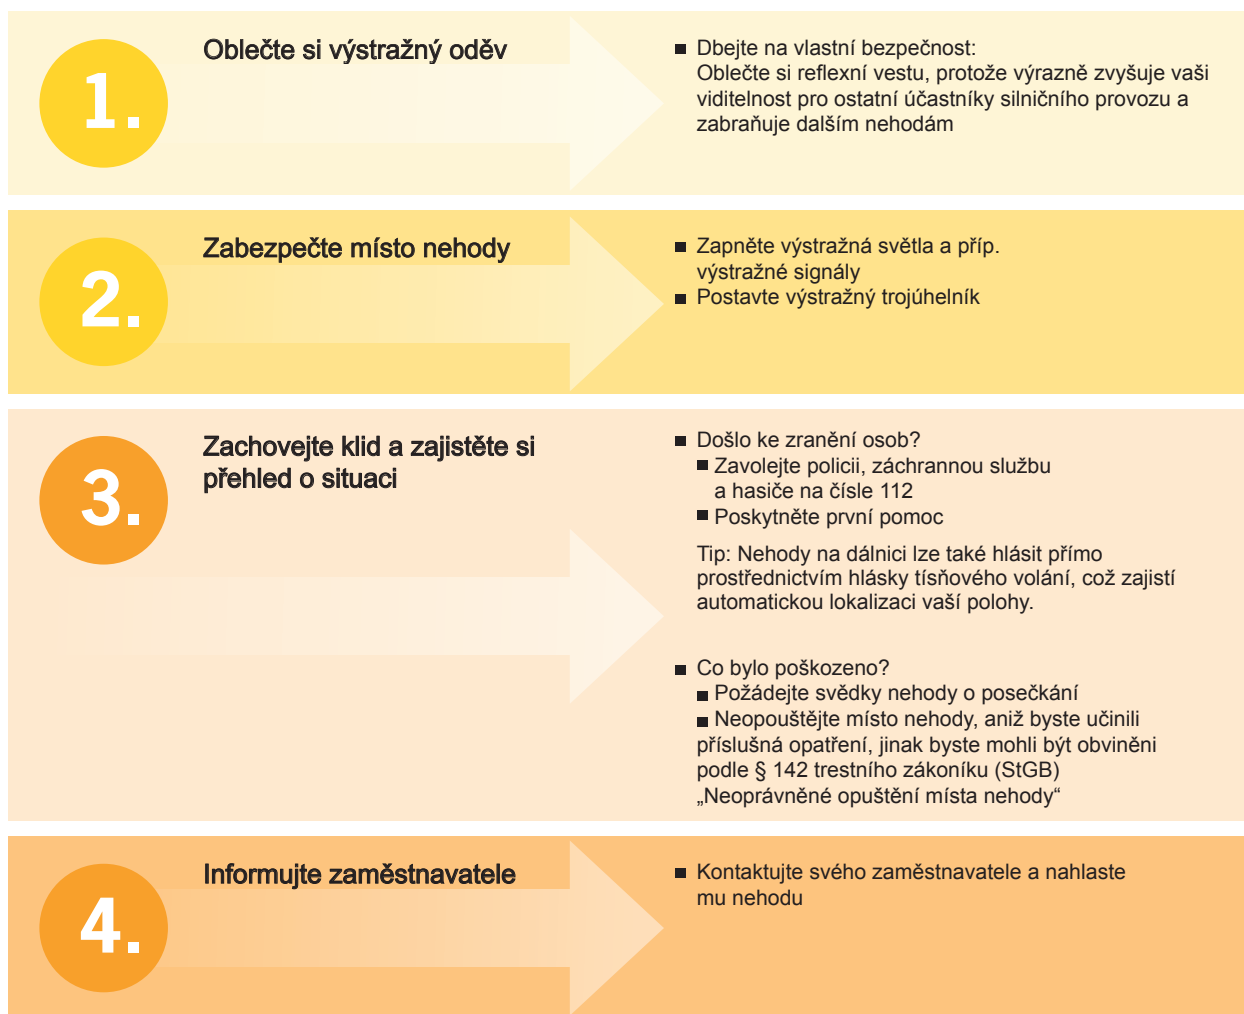 1.
Oblečte si výstražný oděv
■ Dbejte na vlastní bezpečnost:
Oblečte si reflexní vestu, protože výrazně zvyšuje vaši
viditelnost pro ostatní účastníky silničního provozu a
zabraňuje dalším nehodám
2.
Zabezpečte místo nehody
■ Zapněte výstražná světla a příp.
výstražné signály
■ Postavte výstražný trojúhelník
3.
Zachovejte klid a zajistěte si
přehled o situaci
■ Došlo ke zranění osob?
■ Zavolejte policii, záchrannou službu
a hasiče na čísle 112
■ Poskytněte první pomoc
Tip: Nehody na dálnici lze také hlásit přímo
prostřednictvím hlásky tísňového volání, což zajistí
automatickou lokalizaci vaší polohy.
■ Co bylo poškozeno?
■ Požádejte svědky nehody o posečkání
■ Neopouštějte místo nehody, aniž byste učinili
příslušná opatření, jinak byste mohli být obviněni
podle § 142 trestního zákoníku (StGB)
„Neoprávněné opuštění místa nehody“
4.
Informujte zaměstnavatele
■ Kontaktujte svého zaměstnavatele a nahlaste
mu nehodu